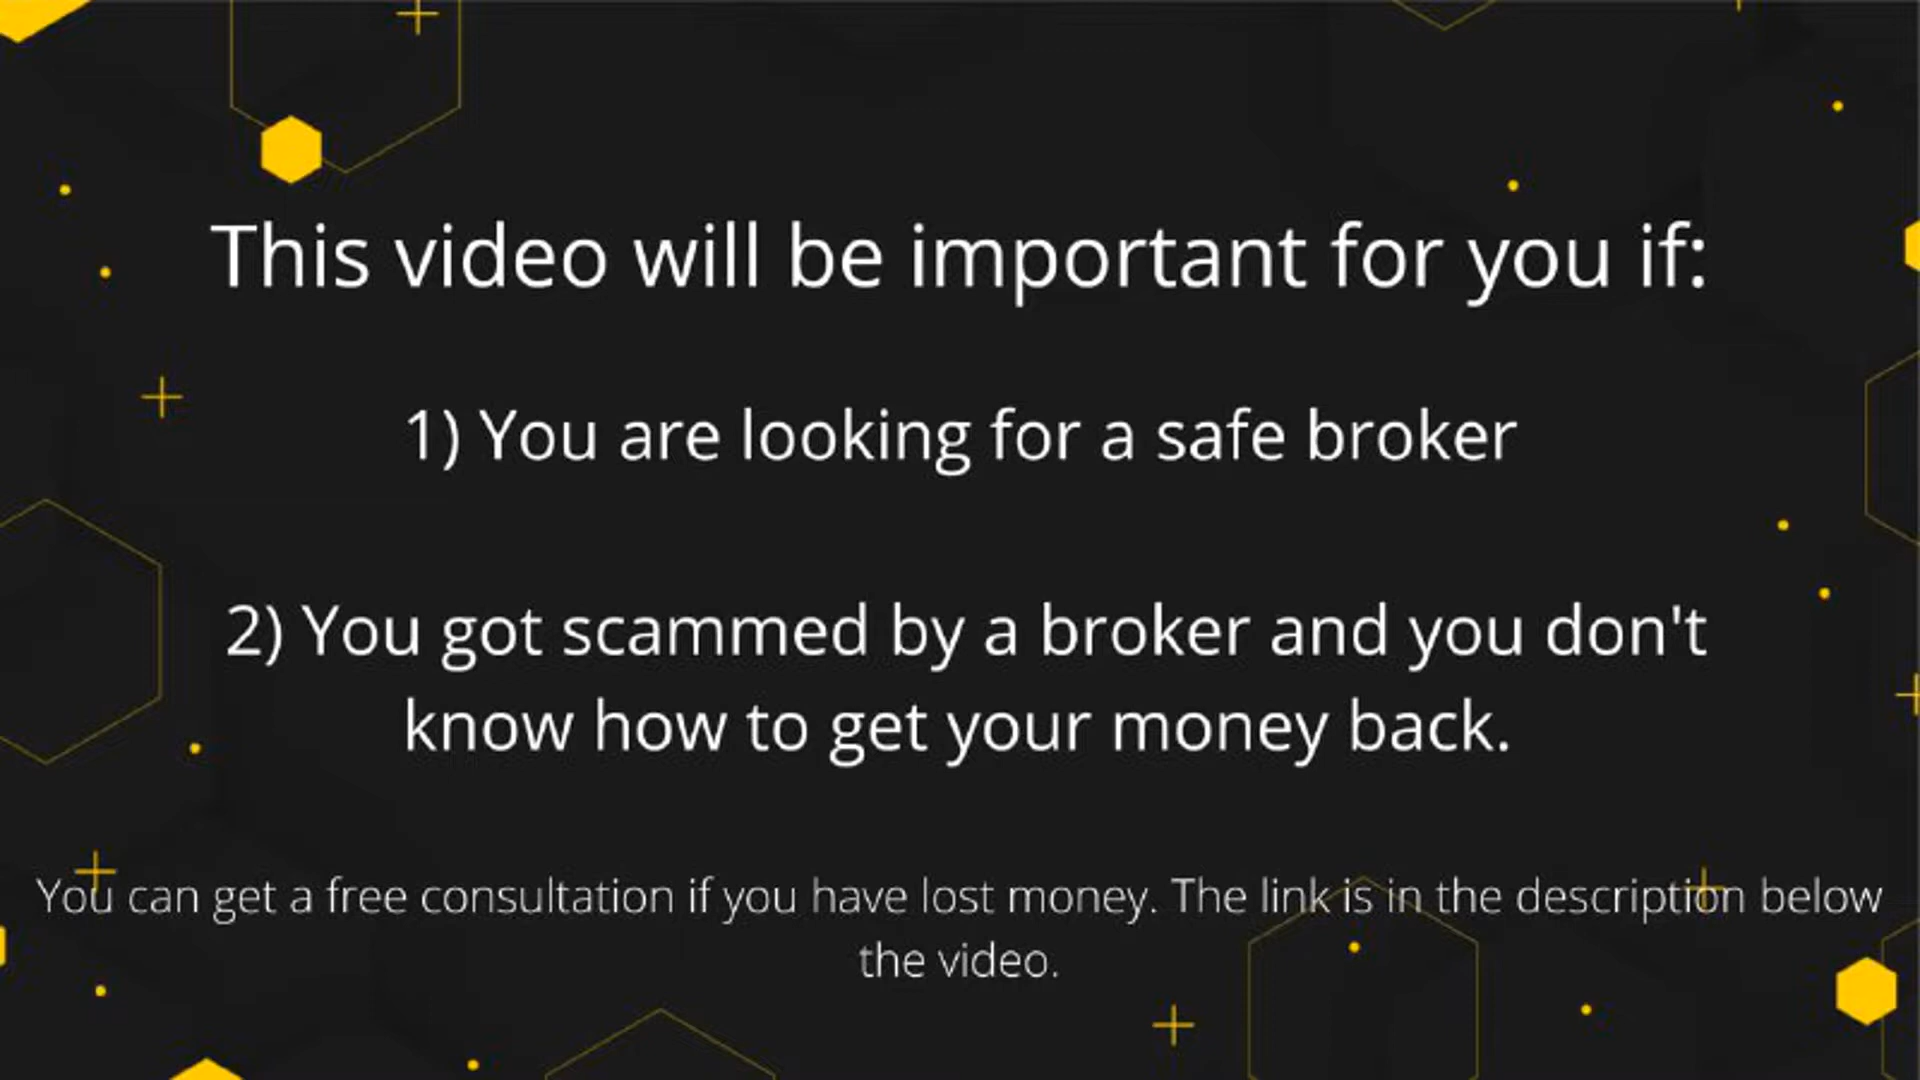 This video will be important for you if:
1) You are looking for a safe broker
2) You got scammed by a broker and you don't
know how to get your money back.
You can get a free consultation if you have lost money. The link is in the description below
the video.